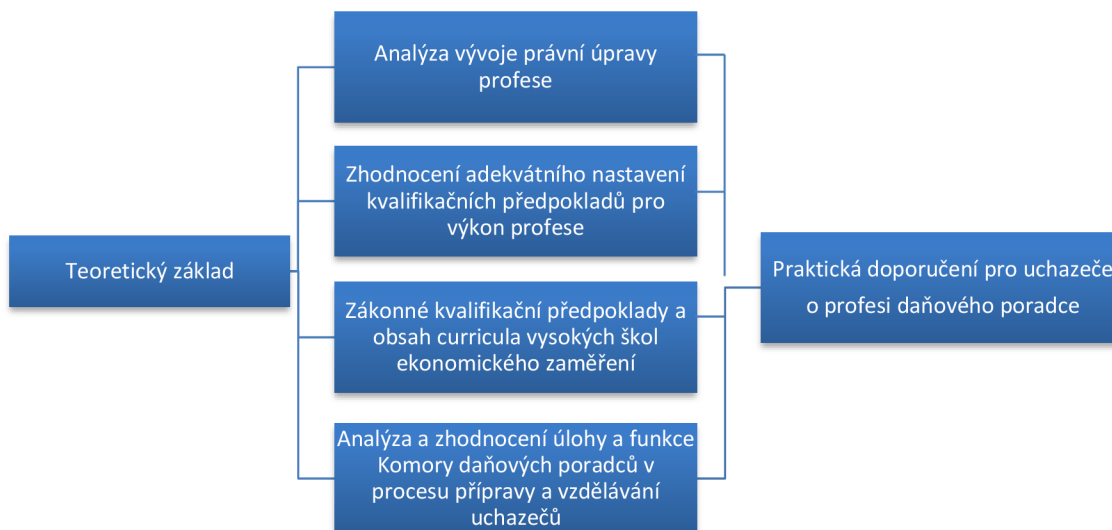 Teoretický základ
Analýza vývoje právní úpravy
profese
Zhodnocení adekvátního nastavení
kvalifikačních předpokladů pro
výkon profese
Zákonné kvalifikační předpoklady a
obsah curricula vysokých škol
ekonomického zaměření
Analýza a zhodnocení úlohy a funkce
Komory daňových poradců v
procesu přípravy a vzdělávání
uchazečů
Praktická doporučení pro uchazeče
o profesi daňového poradce